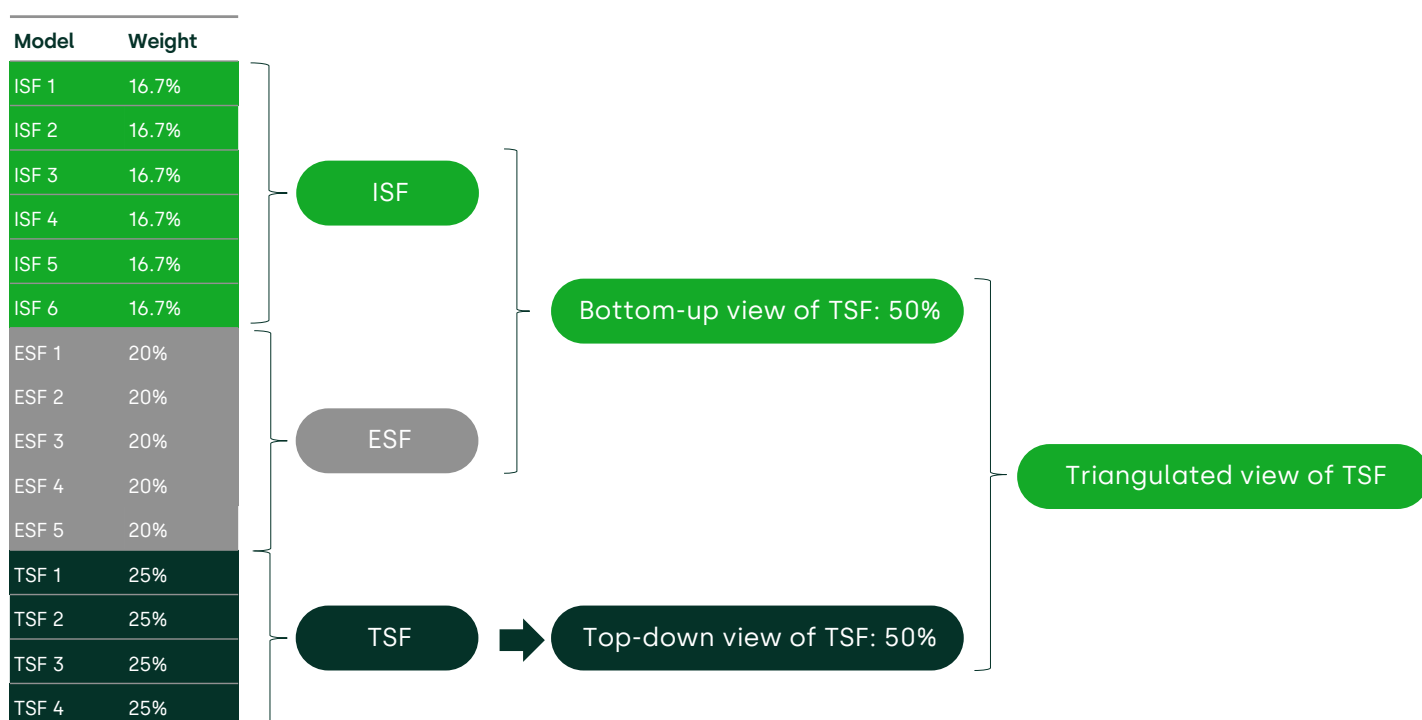 Model Weight
ISF 1 16.7%
ISF 2 16.7%
ISF 3 16.7%
ISF 4 16.7%
ISF 5 16.7%
ISF 6 16.7%
ESF 1 20%
ESF 2 20%
ESF 3 20%
ESF 4 20%
ESF 5 20%
TSF 1 25%
TSF 2 25%
TSF 3 25%
TSF 4 25%
ISF
ESF
TSF
Bottom-up view of TSF: 50%
Top-down view of TSF: 50%
Triangulated view of TSF